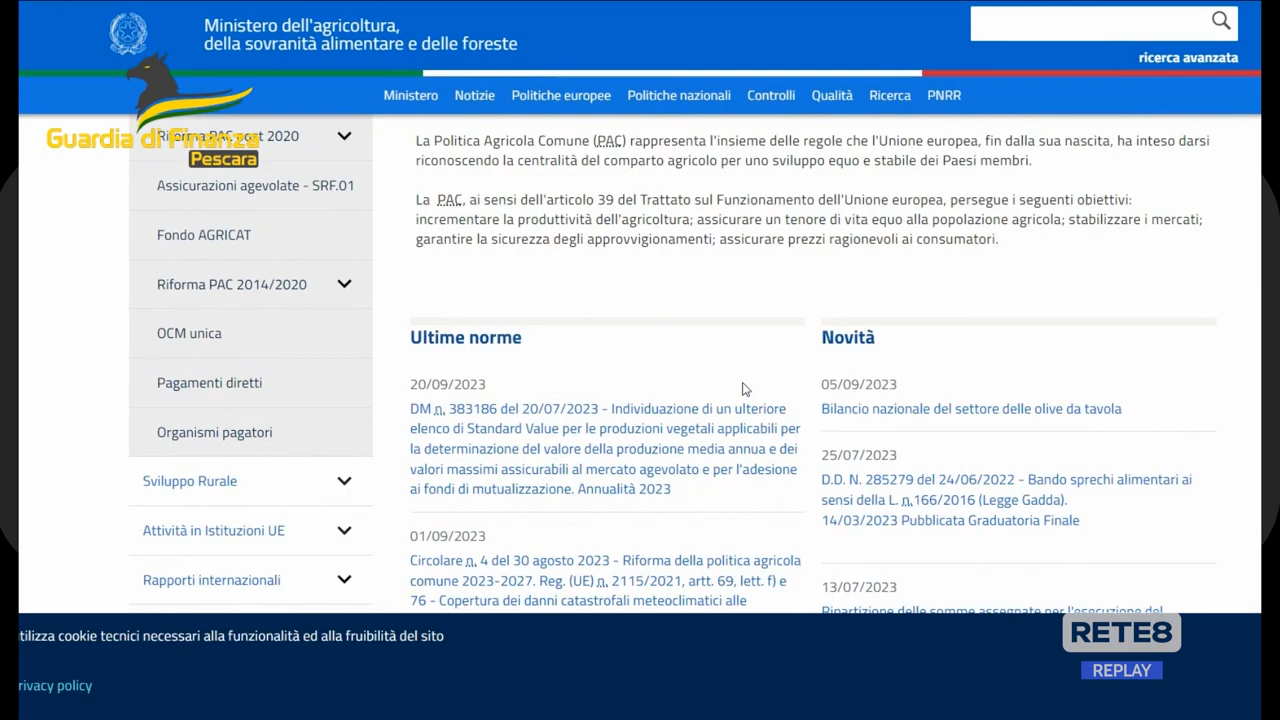 Ministero dell'agricoltura,
della sovranità alimentare e delle foreste
ricerca avanzata
Ministero Notizie Politiche europee Politiche nazionali Controlli Qualità Ricerca PNRR
Guardia di Finanza
Pescara
Riforma PAC post 2020
Assicurazioni agevolate - SRF.01
Fondo AGRICAT
Riforma PAC 2014/2020
OCM unica
Pagamenti diretti
Organismi pagatori
Sviluppo Rurale
Attività in Istituzioni UE
Rapporti internazionali
La Politica Agricola Comune (PAC) rappresenta l'insieme delle regole che l'Unione europea, fin dalla sua nascita, ha inteso darsi
riconoscendo la centralità del comparto agricolo per uno sviluppo equo e stabile dei Paesi membri.
La PAC, ai sensi dell'articolo 39 del Trattato sul Funzionamento dell'Unione europea, persegue i seguenti obiettivi:
incrementare la produttività dell'agricoltura; assicurare un tenore di vita equo alla popolazione agricola; stabilizzare i mercati;
garantire la sicurezza degli approvvigionamenti; assicurare prezzi ragionevoli ai consumatori.
Ultime norme
20/09/2023
DM n. 383186 del 20/07/2023 - Individuazione di un ulteriore
elenco di Standard Value per le produzioni vegetali applicabili per
la determinazione del valore della produzione media annua e dei
valori massimi assicurabili al mercato agevolato e per l'adesione
ai fondi di mutualizzazione. Annualità 2023
01/09/2023
Circolare n. 4 del 30 agosto 2023 - Riforma della politica agricola
comune 2023-2027. Reg. (UE) n. 2115/2021, artt. 69, lett. f) e
76 - Copertura dei danni catastrofali meteoclimatici alle
Novità
05/09/2023
Bilancio nazionale del settore delle olive da tavola
25/07/2023
D.D. N. 285279 del 24/06/2022 - Bando sprechi alimentari ai
sensi della L. n.166/2016 (Legge Gadda).
14/03/2023 Pubblicata Graduatoria Finale
13/07/2023
Ripartizione delle somme assegnate per l'esecuzione del
tilizza cookie tecnici necessari alla funzionalità ed alla fruibilità del sito
rivacy policy
RETE8
REPLAY